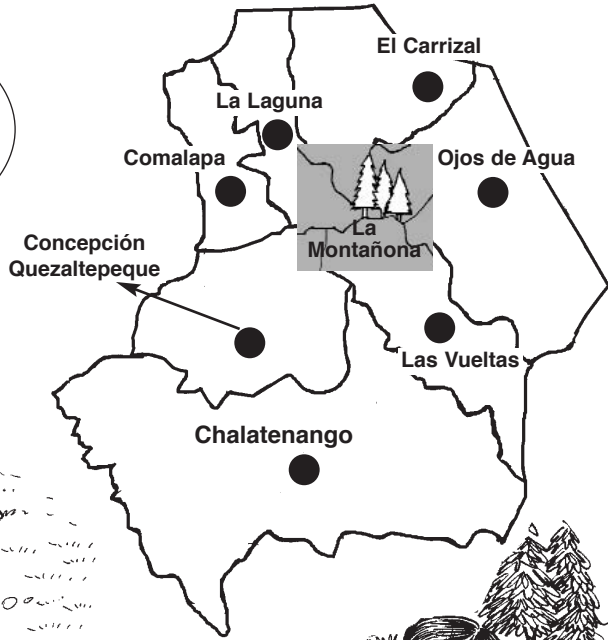 El Carrizal
La Laguna
Comalapa
Ojos de Agua
La
Montañona
Concepción
Quezaltepeque
Las Vueltas
Chalatenango